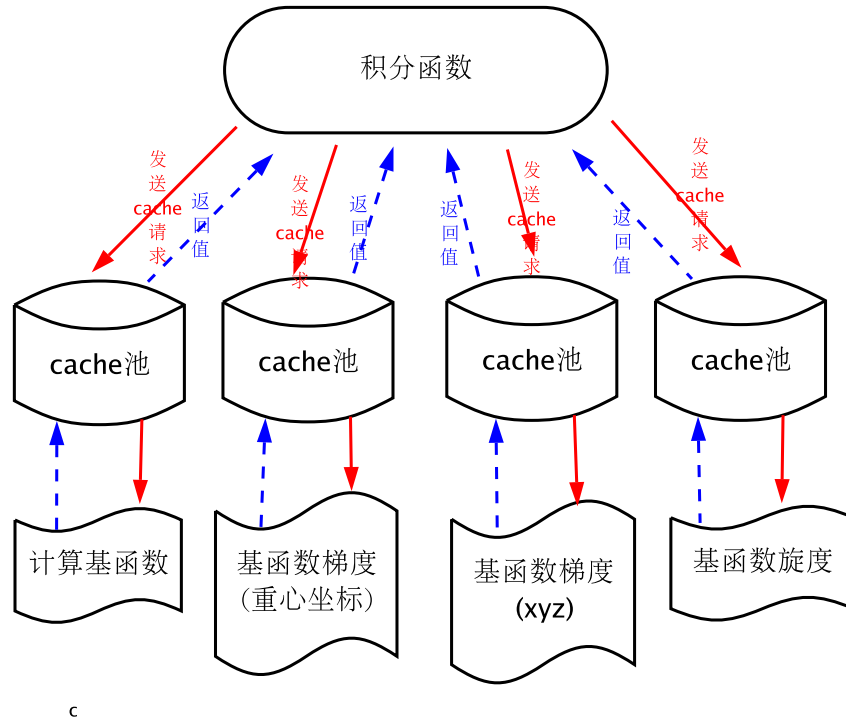 积分函数
发
送
cache
请
求
返
回
值
发
送
cache
请
求
返
回
值
返
回
值
发
送
cache
请
求
返
回
值
发
送
cache
请
求
cache池
cache池
cache池
cache池
计算基函数
基函数梯度
(重心坐标)
基函数梯度
(xyz)
基函数旋度
c